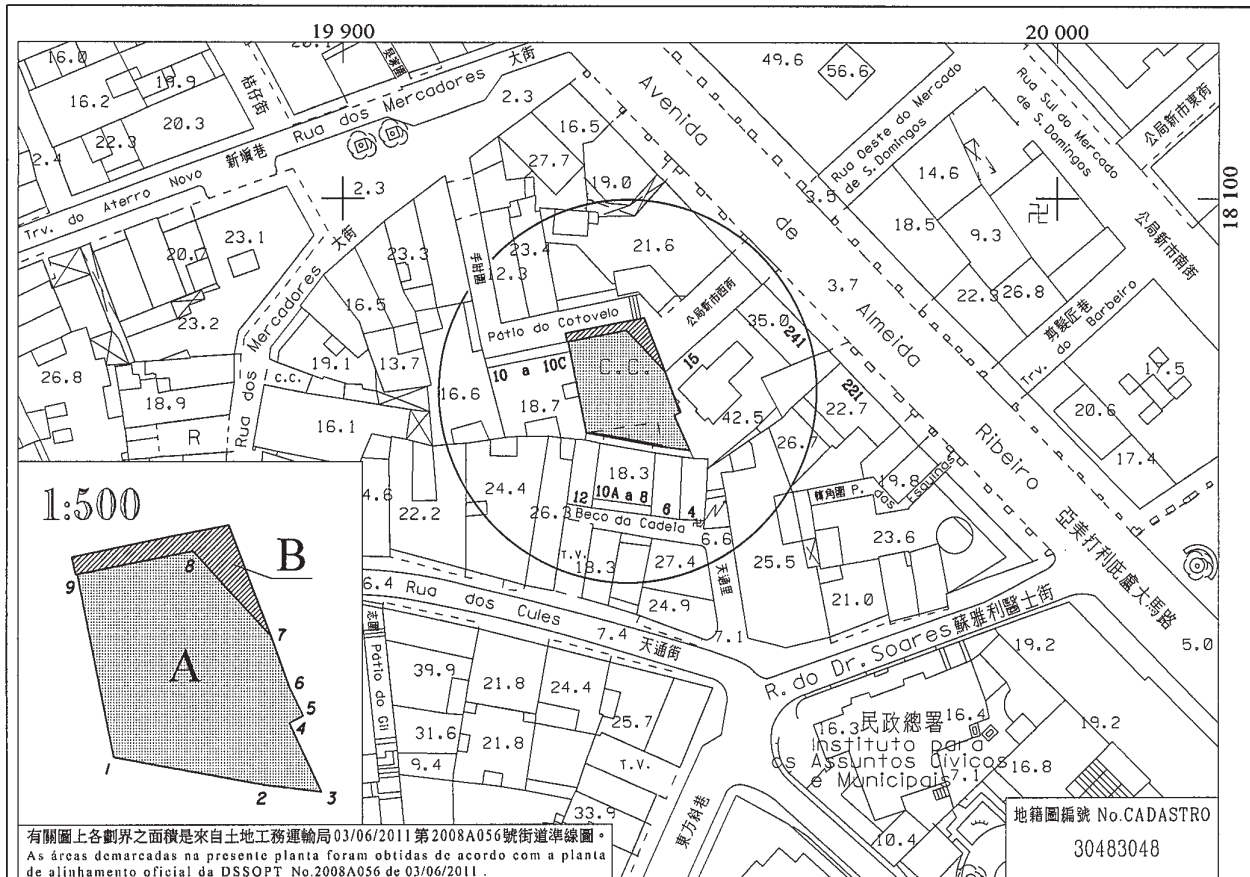 19 900
20 000
18 100
16.0
19.9
16.2
20.3
22.3
2.4
桔仔街
新填巷
Rua dos Mercadores
大街
2.3
Trv. do Aterro Novo
2.3
16.5
27.7
19.0
Avenida
de
Almeida
Ribeiro
亞美打利庇盧大馬路
49.6
56.6
Rua Oeste do Mercado
de S. Domingos
Rua Sul do Mercado
de S. Domingos
公局新市東街
公局新市南街
3.5
14.6
18.5
9.3
22.3
26.8
剪髮匠巷
Trv. do Barbeiro
17.5
20.6
17.4
3.7
23.1
20.7
23.2
大街
Rua dos Mercadores
23.3
16.5
19.1
13.7
C.C.
26.8
18.9
R
16.1
16.6
23.4
12.3
21.6
手肘圍
Pátio do Cotovelo
公局新市西街
35.0
241
15
10 a 10C
C.C.
18.7
42.5
221
22.7
26.7
19.8
轉角圍 P. das Esquinas
23.6
25.5
21.0
18.3
12
10A a 8
6
4
Beco da Cadeia
6.6
24.4
22.2
26.3
T.V.
18.3
27.4
24.9
天通里
7.1
6.4
Rua dos Cules
7.4
天通街
R. do Dr. Soares 蘇雅利醫士街
5.0
Pátio do Gil
39.9
31.6
9.4
21.8
21.8
24.4
25.7
T.V.
33.9
東方斜巷
19.2
19.2
16.3
民政總署
16.4
Instituto para
os Assuntos Cívicos
e Municipais
7.1
16.8
10.4
1:500
A
B
1
2
3
4
5
6
7
8
9
有關圖上各劃界之面積是來自土地工務運輸局 03/06/2011 第2008A056號街道準線圖。
As áreas demarcadas na presente planta foram obtidas de acordo com a planta
de alinhamento oficial da DSSOPT No.2008A056 de 03/06/2011 .
地籍圖編號 No.CADASTRO
30483048